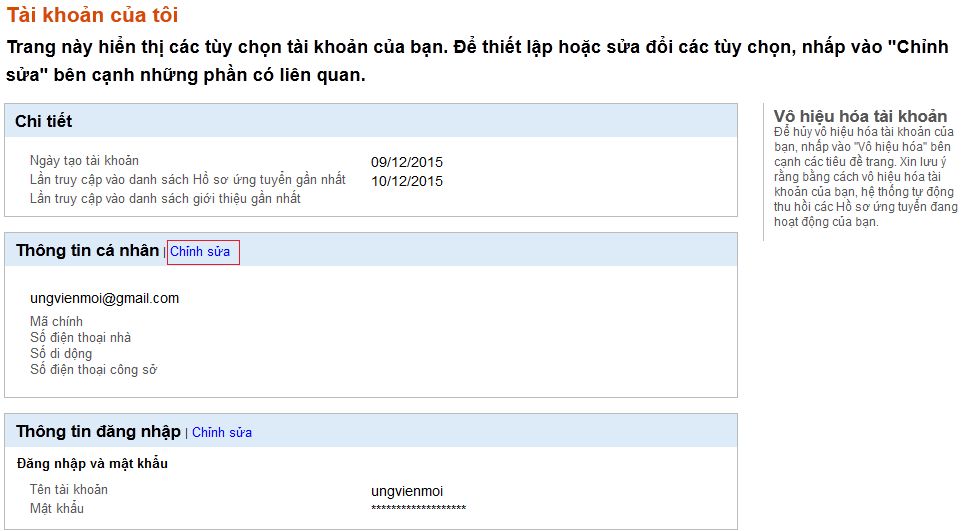 Tài khoản của tôi
Trang này hiển thị các tùy chọn tài khoản của bạn. Để thiết lập hoặc sửa đổi các tùy chọn, nhấp vào "Chỉnh
sửa" bên cạnh những phần có liên quan.
Chi tiết
Ngày tạo tài khoản 09/12/2015
Lần truy cập vào danh sách Hồ sơ ứng tuyển gần nhất 10/12/2015
Lần truy cập vào danh sách giới thiệu gần nhất
Thông tin cá nhân | Chỉnh sửa
ungvienmoi@gmail.com
Mã chính
Số điện thoại nhà
Số di dộng
Số điện thoại công sở
Thông tin đăng nhập | Chỉnh sửa
Đăng nhập và mật khẩu
Tên tài khoản ungvienmoi
Mật khẩu *******************
Vô hiệu hóa tài khoản
Để hủy vô hiệu hóa tài khoản của
bạn, nhấp vào "Vô hiệu hóa" bên
cạnh các tiêu đề trang. Xin lưu ý
rằng bằng cách vô hiệu hóa tài
khoản của bạn, hệ thống tự động
thu hồi các Hồ sơ ứng tuyển đang
hoạt động của bạn.